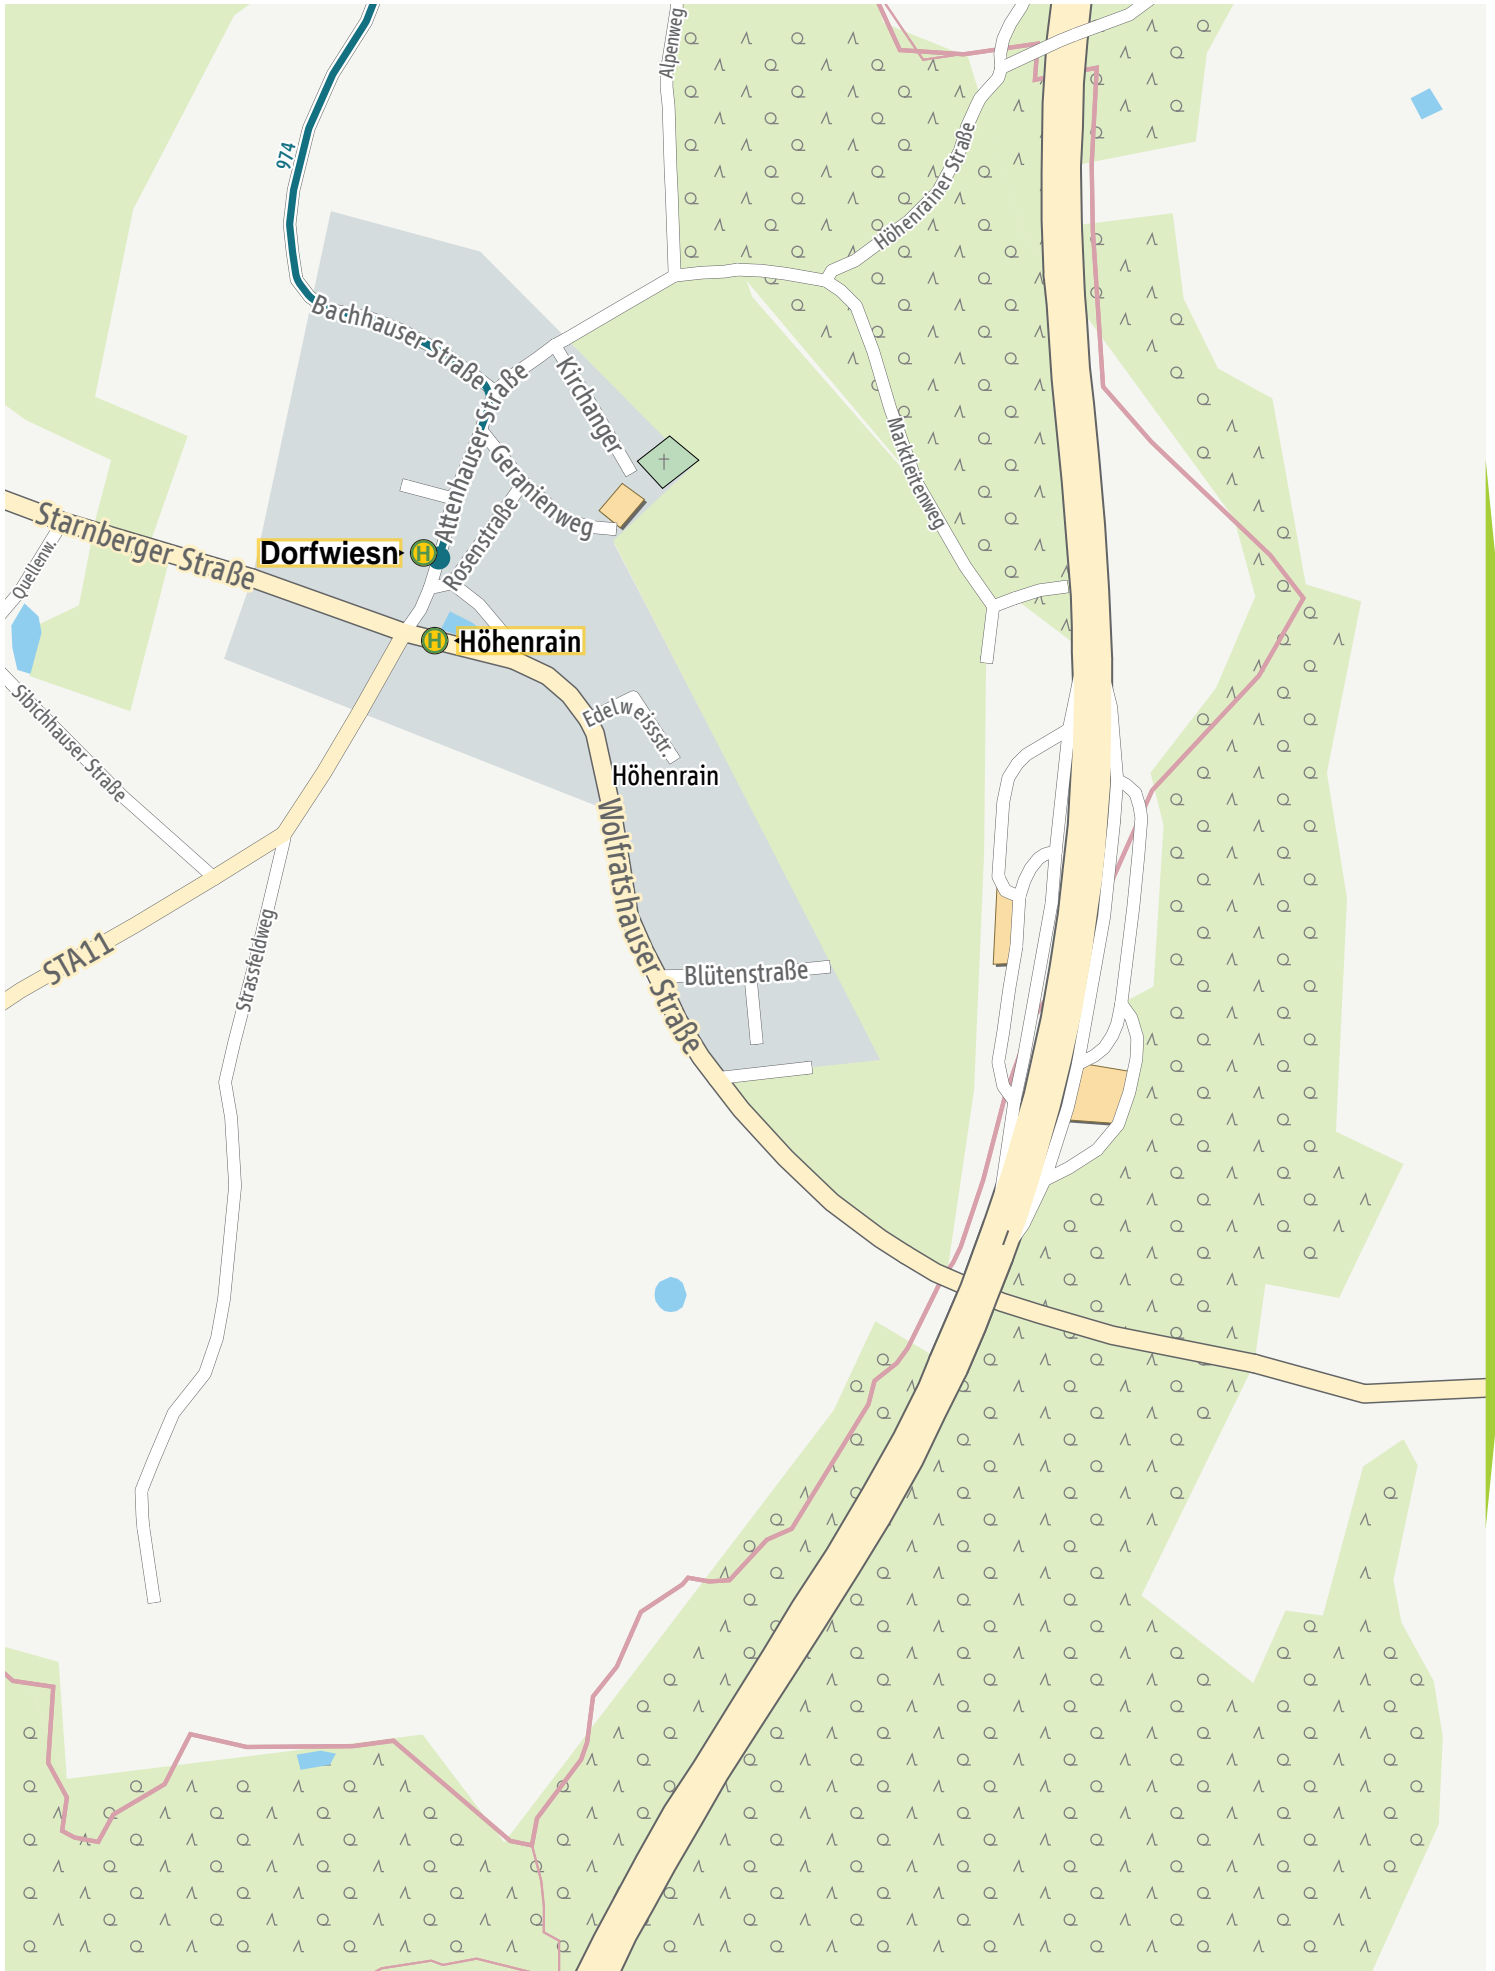 Alpenweg
974
Höhenrainer Straße
Bachhauser Straße
Attenhauser Straße
Kirchanger
Marktleitenweg
Geranienweg
Rosenstraße
Starnberger Straße
Quellenw.
Dorfwiesn
H
H
Höhenrain
Sibichhauser Straße
Edelweissstr.
Höhenrain
Wolfratshauser Straße
STA11
Strassfeldweg
Blütenstraße